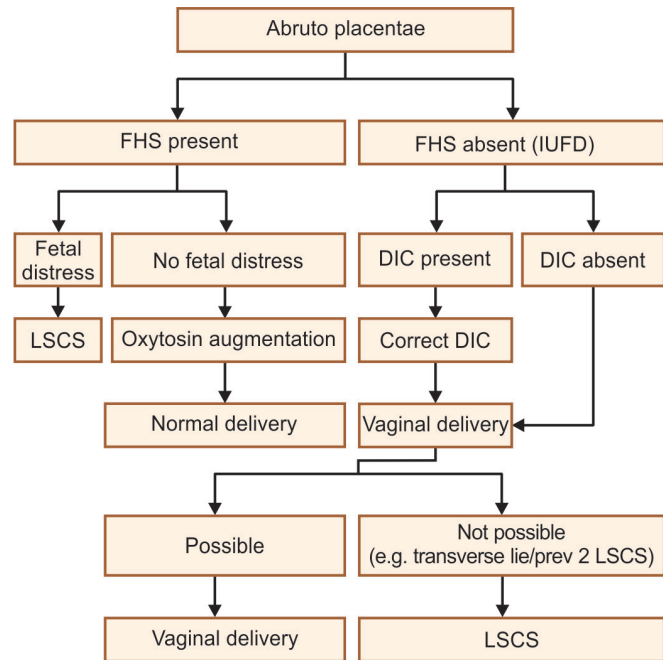 Abruto placentae
FHS present
FHS absent (IUFD)
Fetal
distress
No fetal distress
DIC present
DIC absent
LSCS
Oxytosin augmentation
Correct DIC
Normal delivery
Vaginal delivery
Possible
Not possible
(e.g. transverse lie/prev 2 LSCS)
Vaginal delivery
LSCS